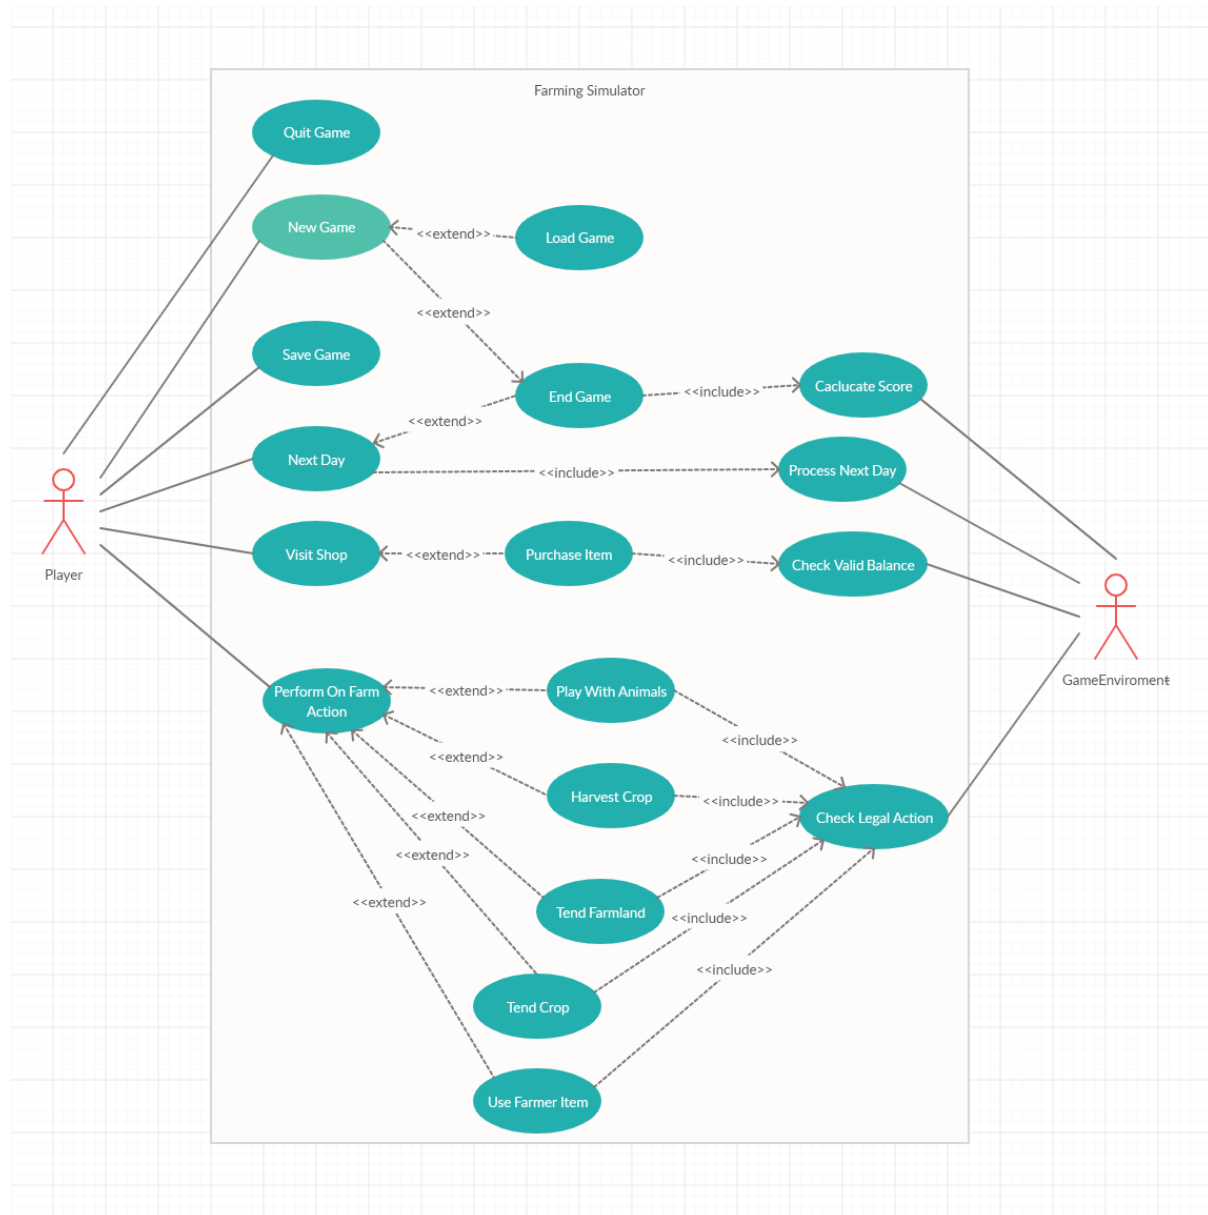 Farming Simulator
Quit Game
New Game
<<extend>>
Load Game
<<extend>>
Save Game
End Game
<<include>>
Caclucate Score
<<extend>>
Next Day
<<include>>
Process Next Day
Visit Shop
<<extend>>
Purchase Item
<<include>>
Check Valid Balance
Player
GameEnviroment
Perform On Farm
Action
<<extend>>
Play With Animals
<<include>>
<<extend>>
Harvest Crop
<<include>>
Check Legal Action
<<extend>>
<<extend>>
<<include>>
<<extend>>
Tend Farmland
<<include>>
<<include>>
Tend Crop
Use Farmer Item